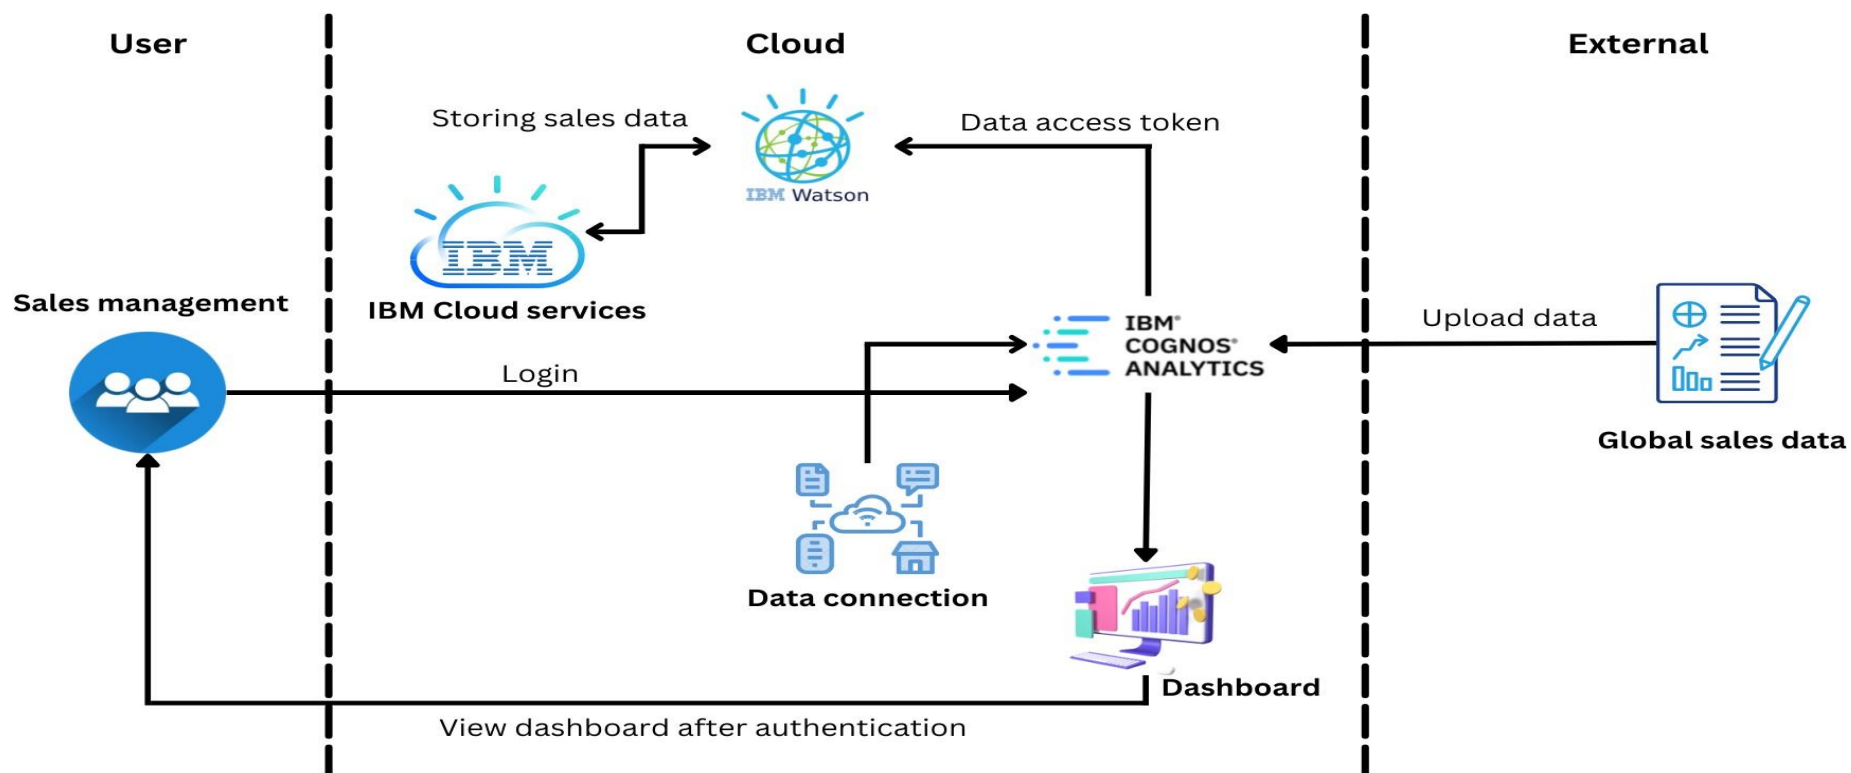 User
Cloud
External
Storing sales data
Data access token
IBM Watson
IBM
IBM Cloud services
Sales management
IBM®
COGNOS®
ANALYTICS
Upload data
Login
Global sales data
Data connection
Dashboard
View dashboard after authentication